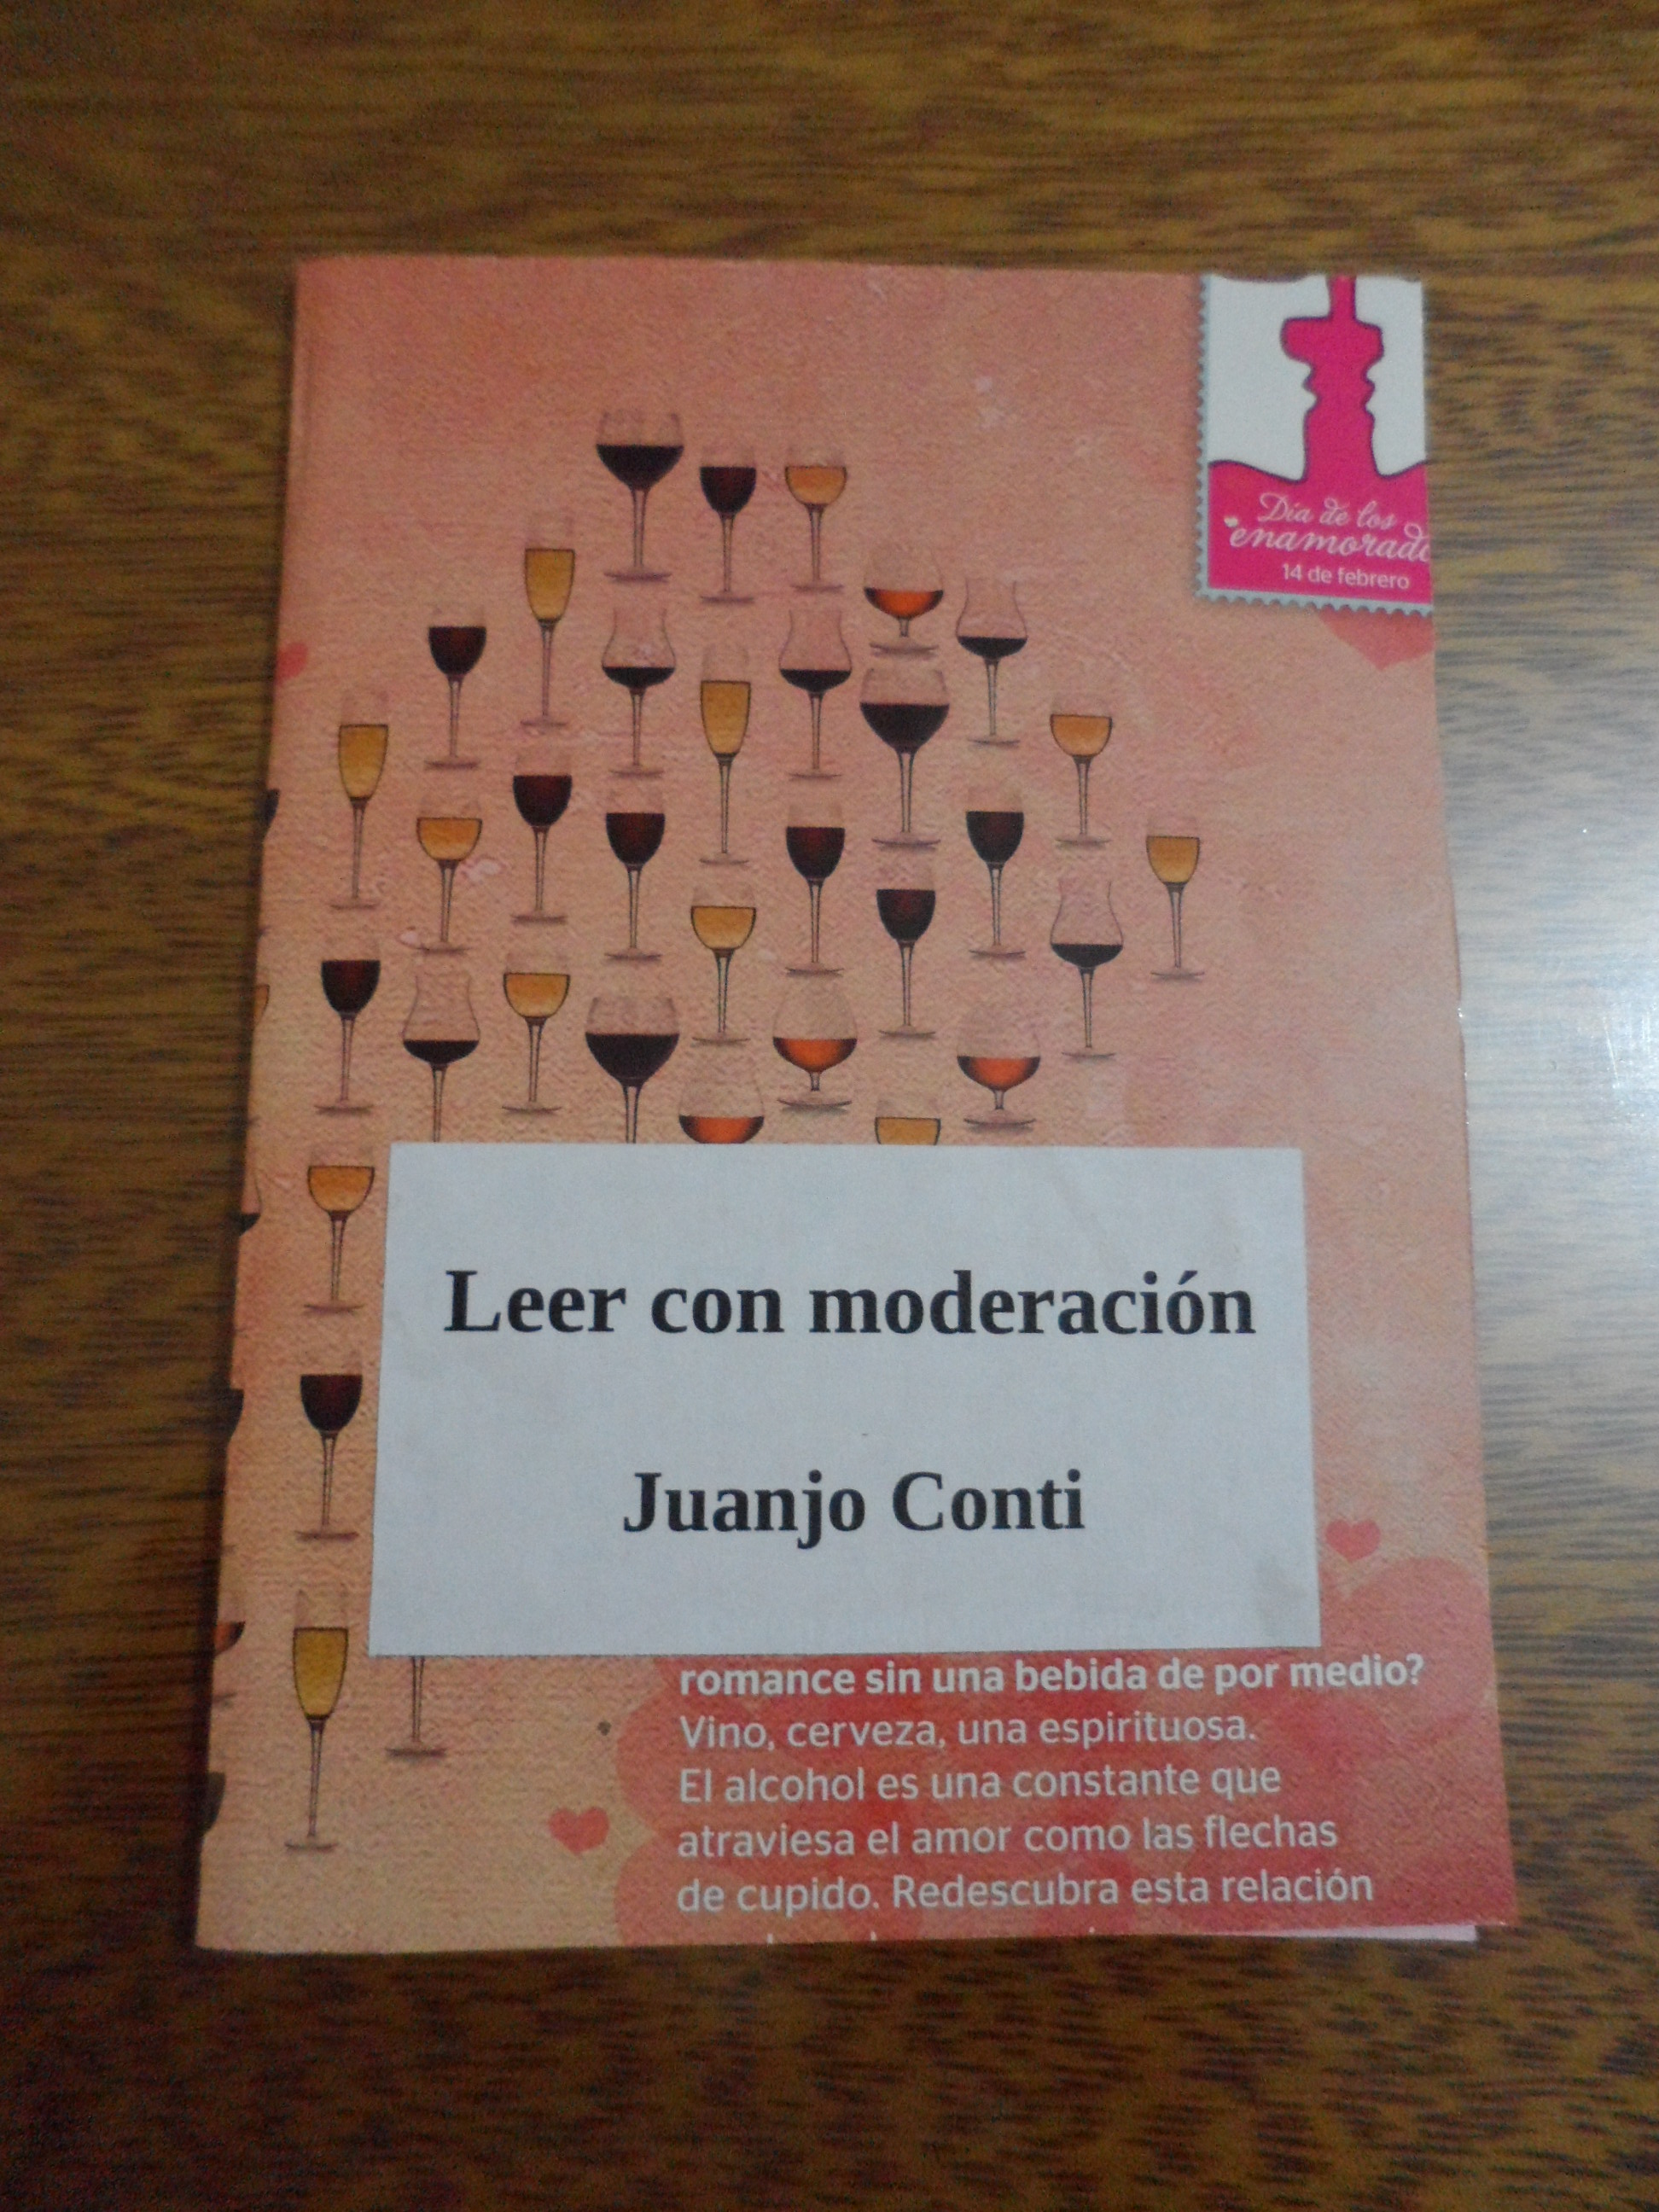 Día de los
enamorad
14 de febrero
Leer con moderación
Juanjo Conti
romance sin una bebida de por medio?
Vino, cerveza, una espirituosa.
El alcohol es una constante que
atraviesa el amor como las flechas
de cupido. Redescubra esta relación